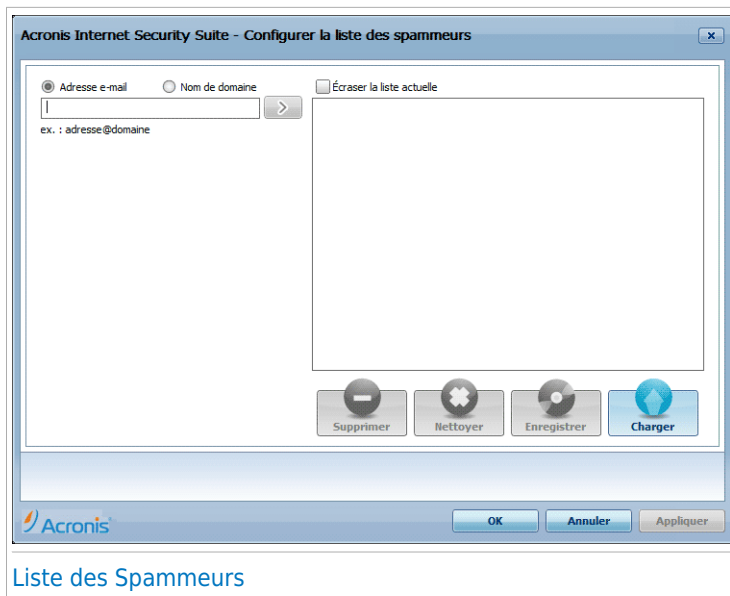 Acronis Internet Security Suite - Configurer la liste des spammeurs
Adresse e-mail
Nom de domaine
Écraser la liste actuelle
ex. : adresse@domaine
Supprimer
Nettoyer
Enregistrer
Charger
Acronis
OK
Annuler
Appliquer
Liste des Spammeurs